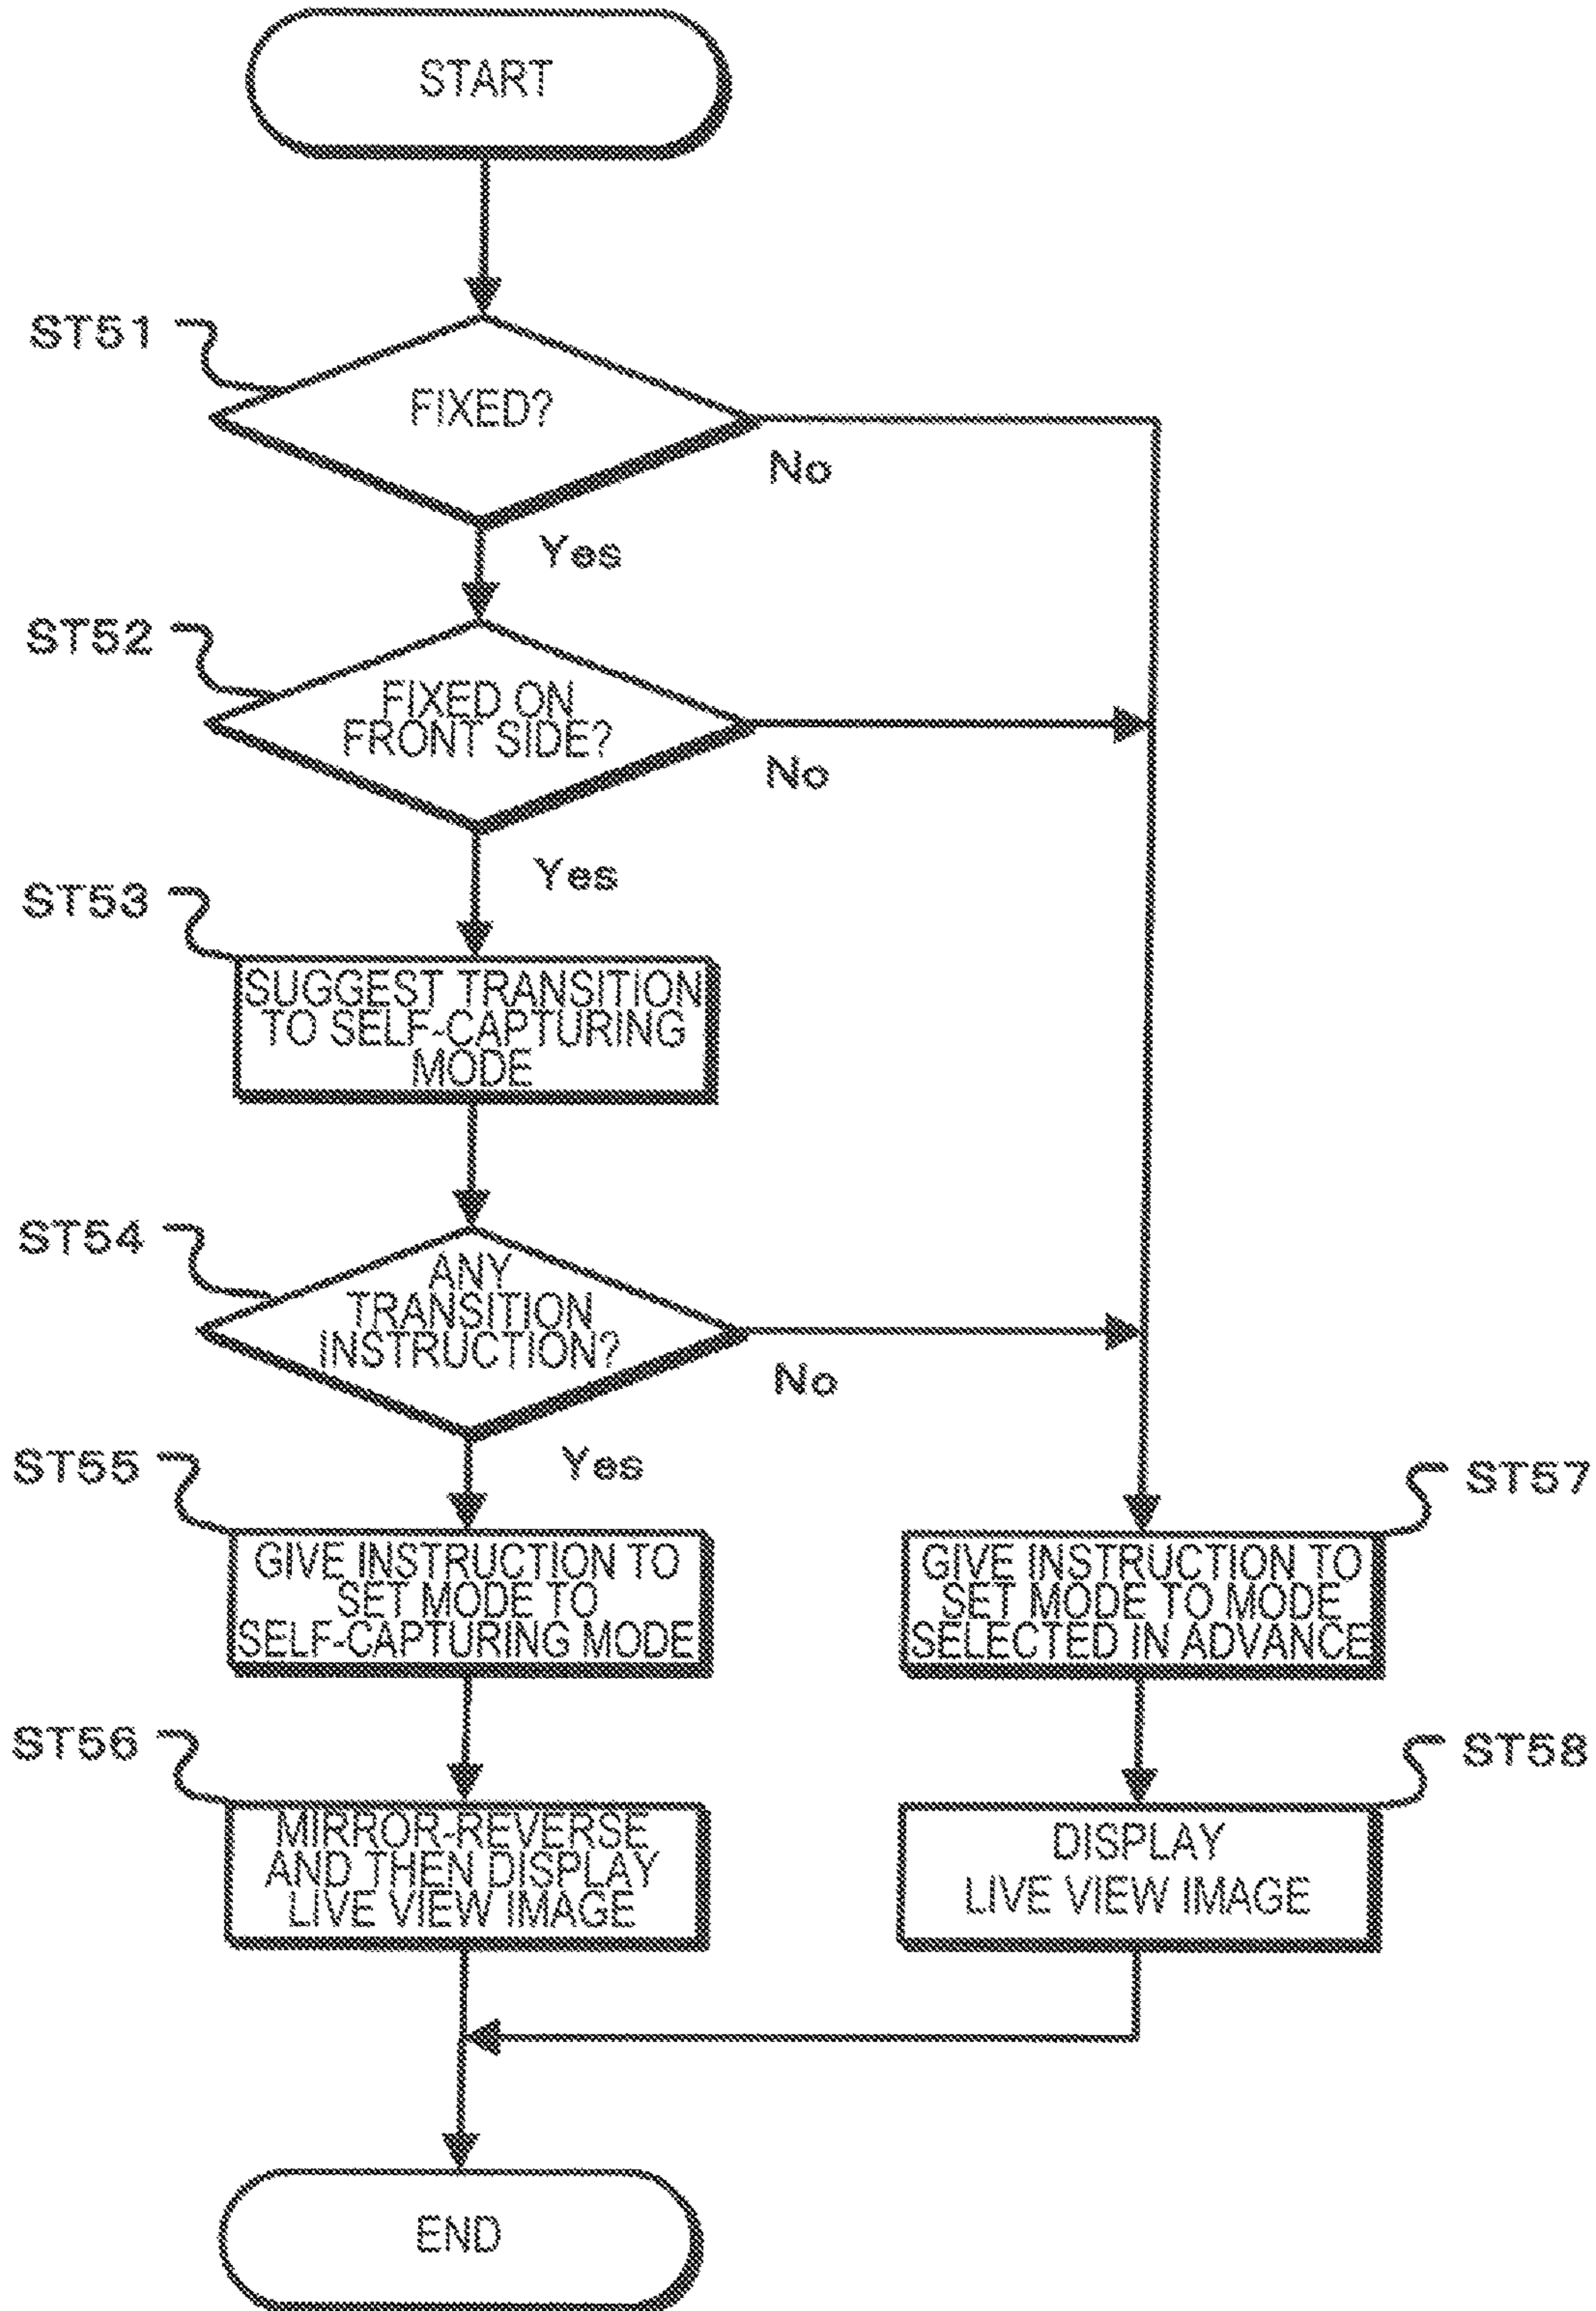 START
ST51
FIXED?
No
Yes
ST52
FIXED ON
FRONT SIDE?
No
Yes
ST53
SUGGEST TRANSITION
TO SELF-CAPTURING
MODE
ST54
ANY
TRANSITION
INSTRUCTION?
No
Yes
ST55
GIVE INSTRUCTION TO
SET MODE TO
SELF-CAPTURING MODE
ST57
GIVE INSTRUCTION TO
SET MODE TO MODE
SELECTED IN ADVANCE
ST56
MIRROR-REVERSE
AND THEN DISPLAY
LIVE VIEW IMAGE
ST58
DISPLAY
LIVE VIEW IMAGE
END